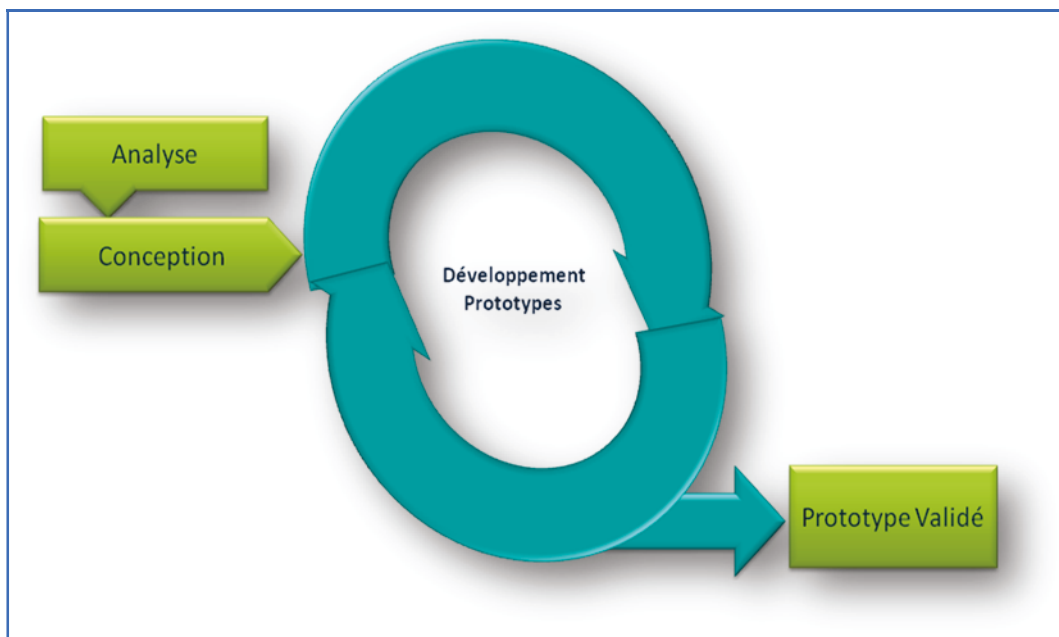 Analyse
Conception
Développement
Prototypes
Prototype Validé